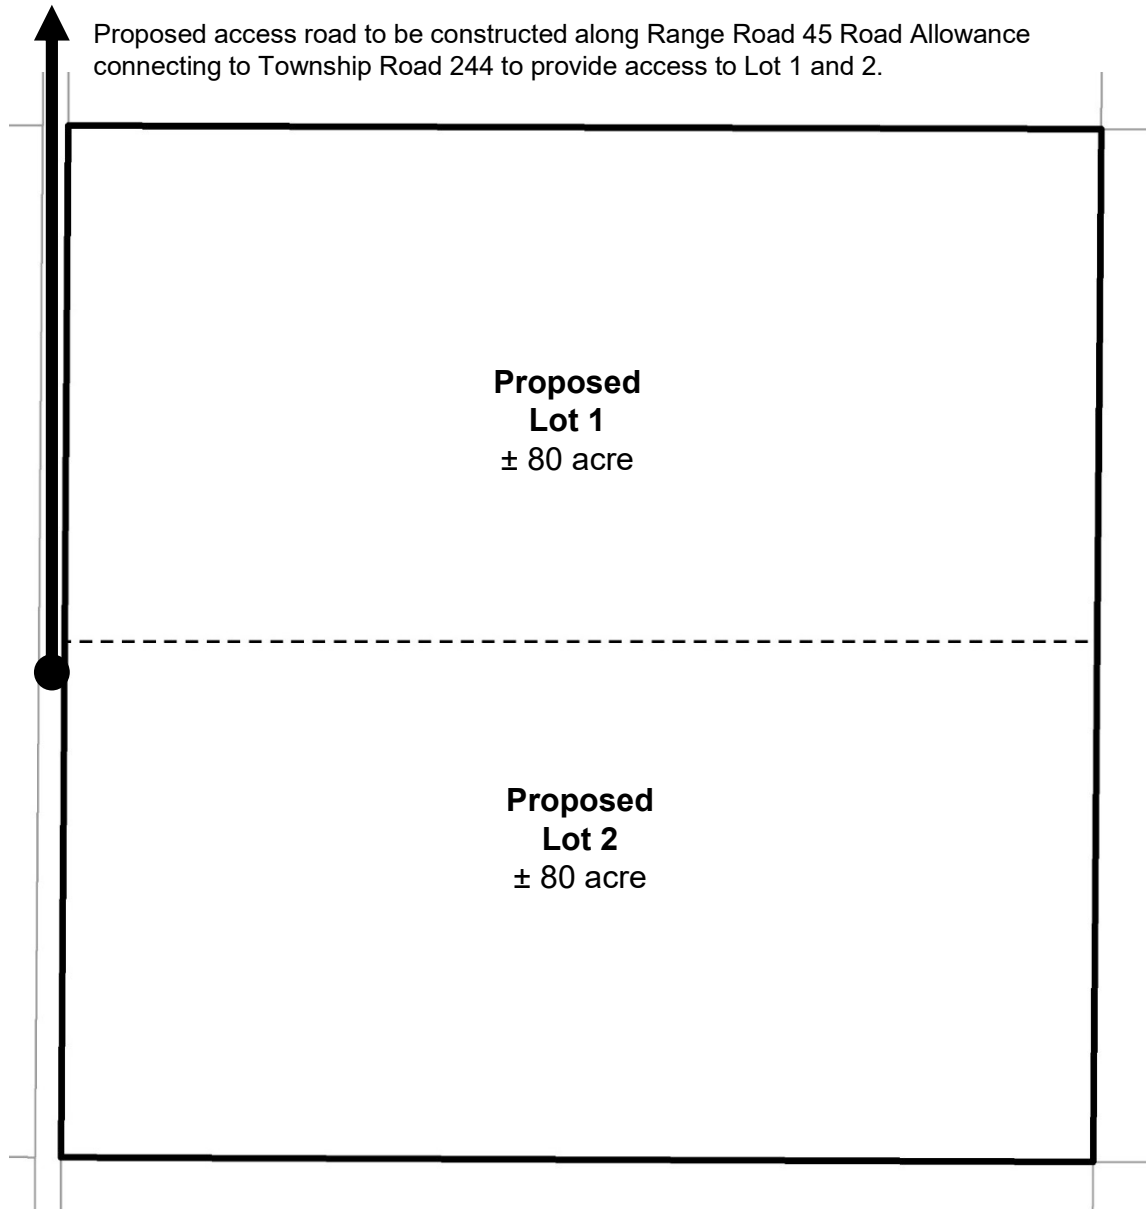 Proposed access road to be constructed along Range Road 45 Road Allowance
connecting to Township Road 244 to provide access to Lot 1 and 2.
Proposed
Lot 1
± 80 acre
Proposed
Lot 2
± 80 acre